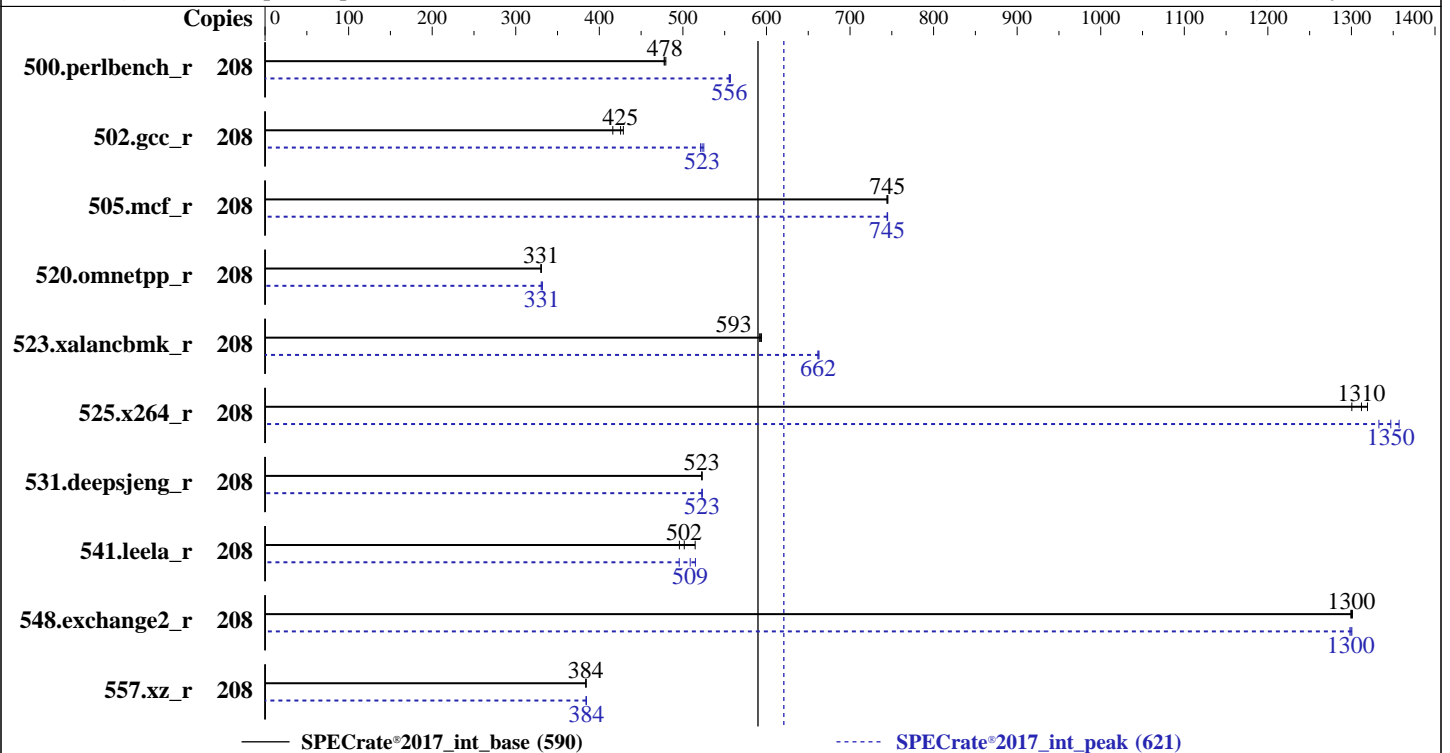 Copies 0 100 200 300 400 500 600 700 800 900 1000 1100 1200 1300 1400
478
500.perlbench_r 208
556
425
502.gcc_r 208
523
745
505.mcf_r 208
745
331
520.omnetpp_r 208
331
593
523.xalancbmk_r 208
662
1310
525.x264_r 208
1350
523
531.deepsjeng_r 208
523
502
541.leela_r 208
509
1300
548.exchange2_r 208
1300
384
557.xz_r 208
384
SPECrate®2017_int_base (590) SPECrate®2017_int_peak (621)